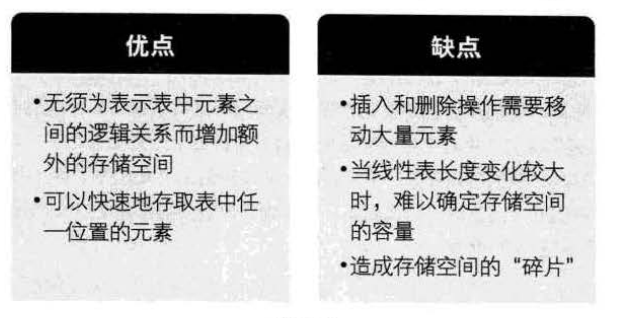 优点
•无须为表示表中元素之
间的逻辑关系而增加额
外的存储空间
•可以快速地存取表中任
一位置的元素
缺点
•插入和删除操作需要移
动大量元素
•当线性表长度变化较大
时，难以确定存储空间
的容量
•造成存储空间的“碎片”